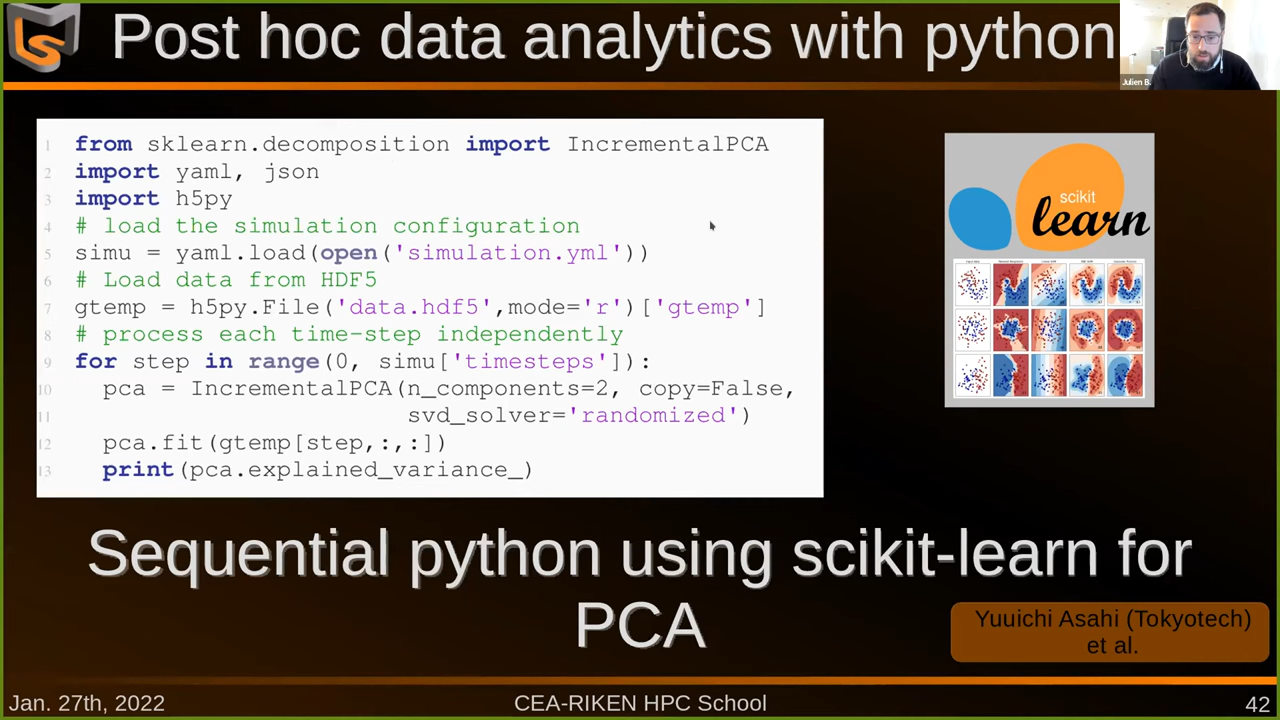 Post hoc data analytics with python
Julien B.
1 from sklearn.decomposition import IncrementalPCA
2 import yaml, json
3 import h5py
4 # load the simulation configuration
5 simu = yaml.load(open('simulation.yml'))
6 # Load data from HDF5
7 gtemp = h5py.File('data.hdf5',mode='r')['gtemp']
8 # process each time-step independently
9 for step in range(0, simu['timesteps']):
10 pca = IncrementalPCA(n_components=2, copy=False,
11 svd_solver='randomized')
12 pca.fit(gtemp[step,:,:])
13 print(pca.explained_variance_)
scikit
learn
Sequential python using scikit-learn for
PCA
Yuuichi Asahi (Tokyotech)
et al.
Jan. 27th, 2022
CEA-RIKEN HPC School
42